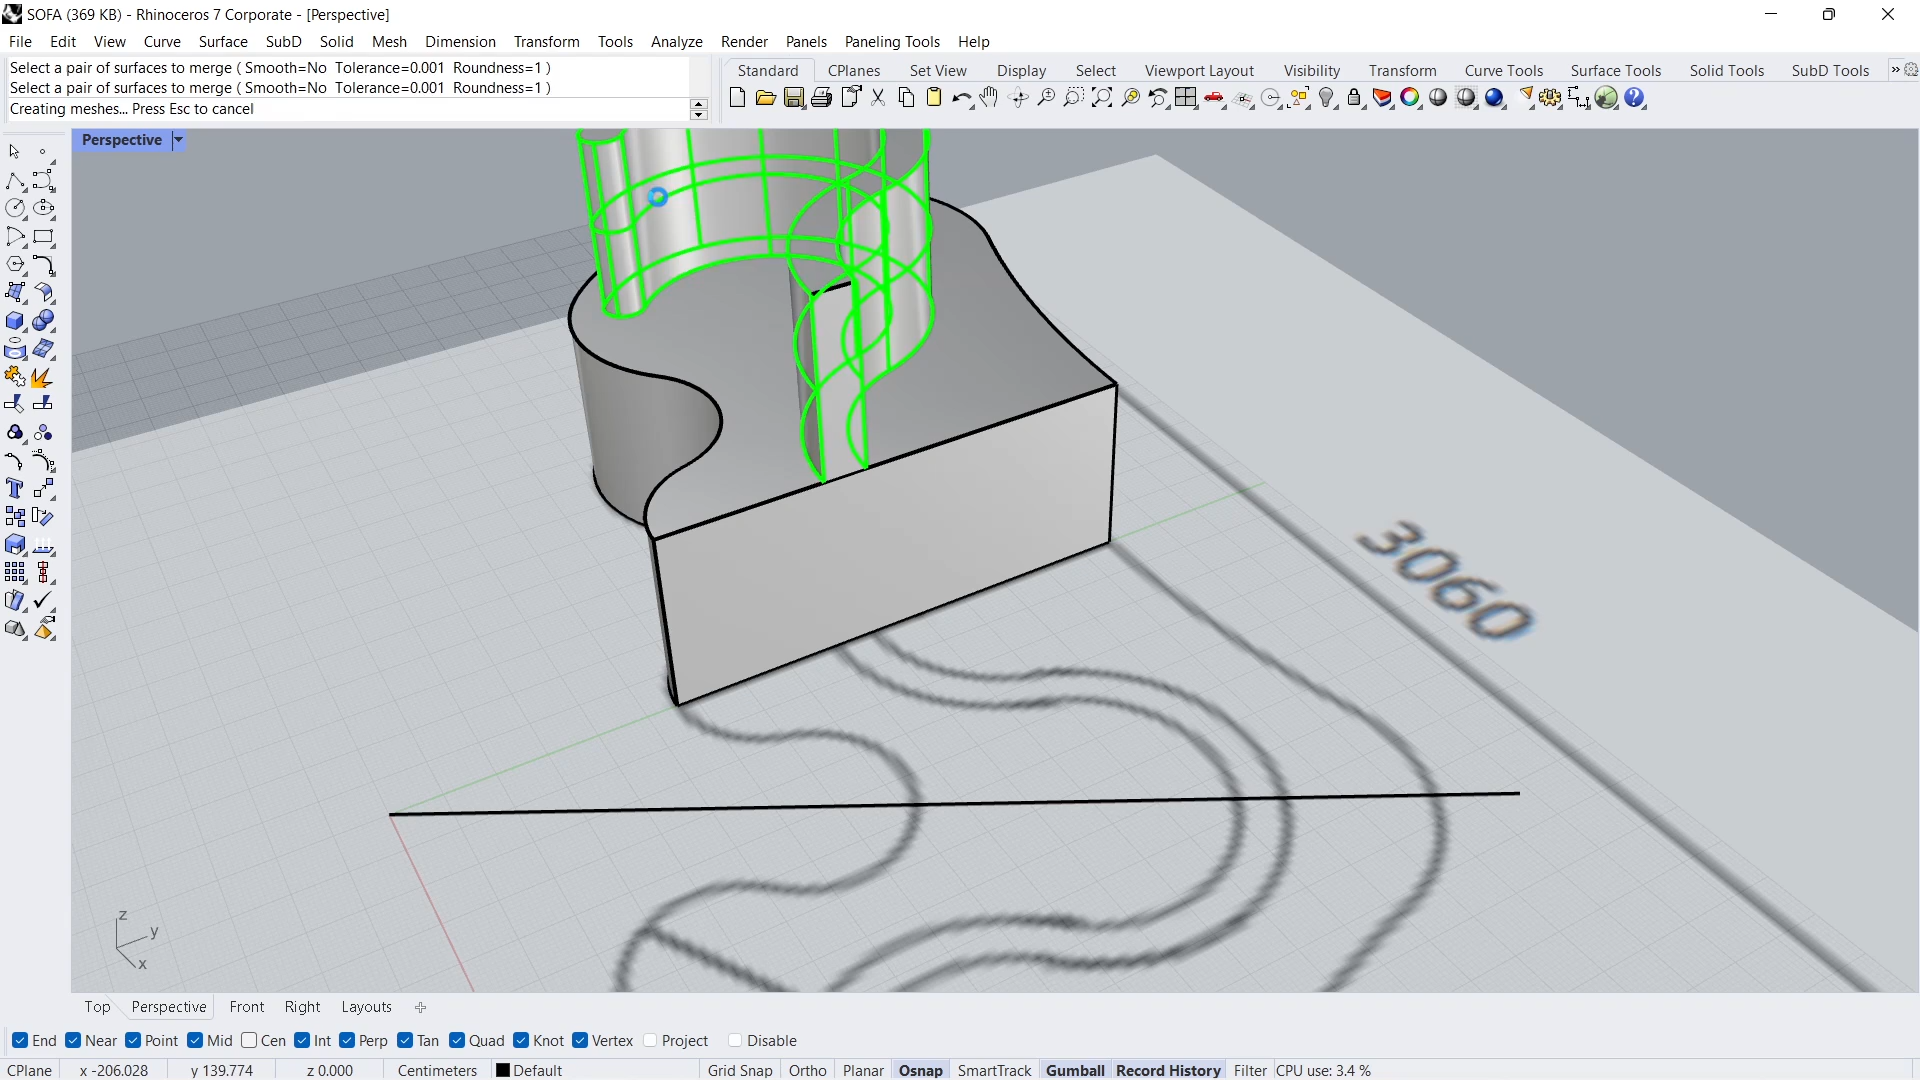 SOFA (369 KB) - Rhinoceros 7 Corporate - [Perspective]
File Edit View Curve Surface SubD Solid Mesh Dimension Transform Tools Analyze Render Panels Paneling Tools Help
Select a pair of surfaces to merge ( Smooth=No Tolerance=0.001 Roundness=1 )
Select a pair of surfaces to merge ( Smooth=No Tolerance=0.001 Roundness=1 )
Creating meshes... Press Esc to cancel
Standard CPlanes Set View Display Select Viewport Layout Visibility Transform Curve Tools Surface Tools Solid Tools SubD Tools »
Perspective
3060
z
y
x
Top Perspective Front Right Layouts
End Near Point Mid Cen Int Perp Tan Quad Knot Vertex Project Disable
CPlane x -206.028 y 139.774 z 0.000 Centimeters Default Grid Snap Ortho Planar Osnap SmartTrack Gumball Record History Filter CPU use: 3.4 %